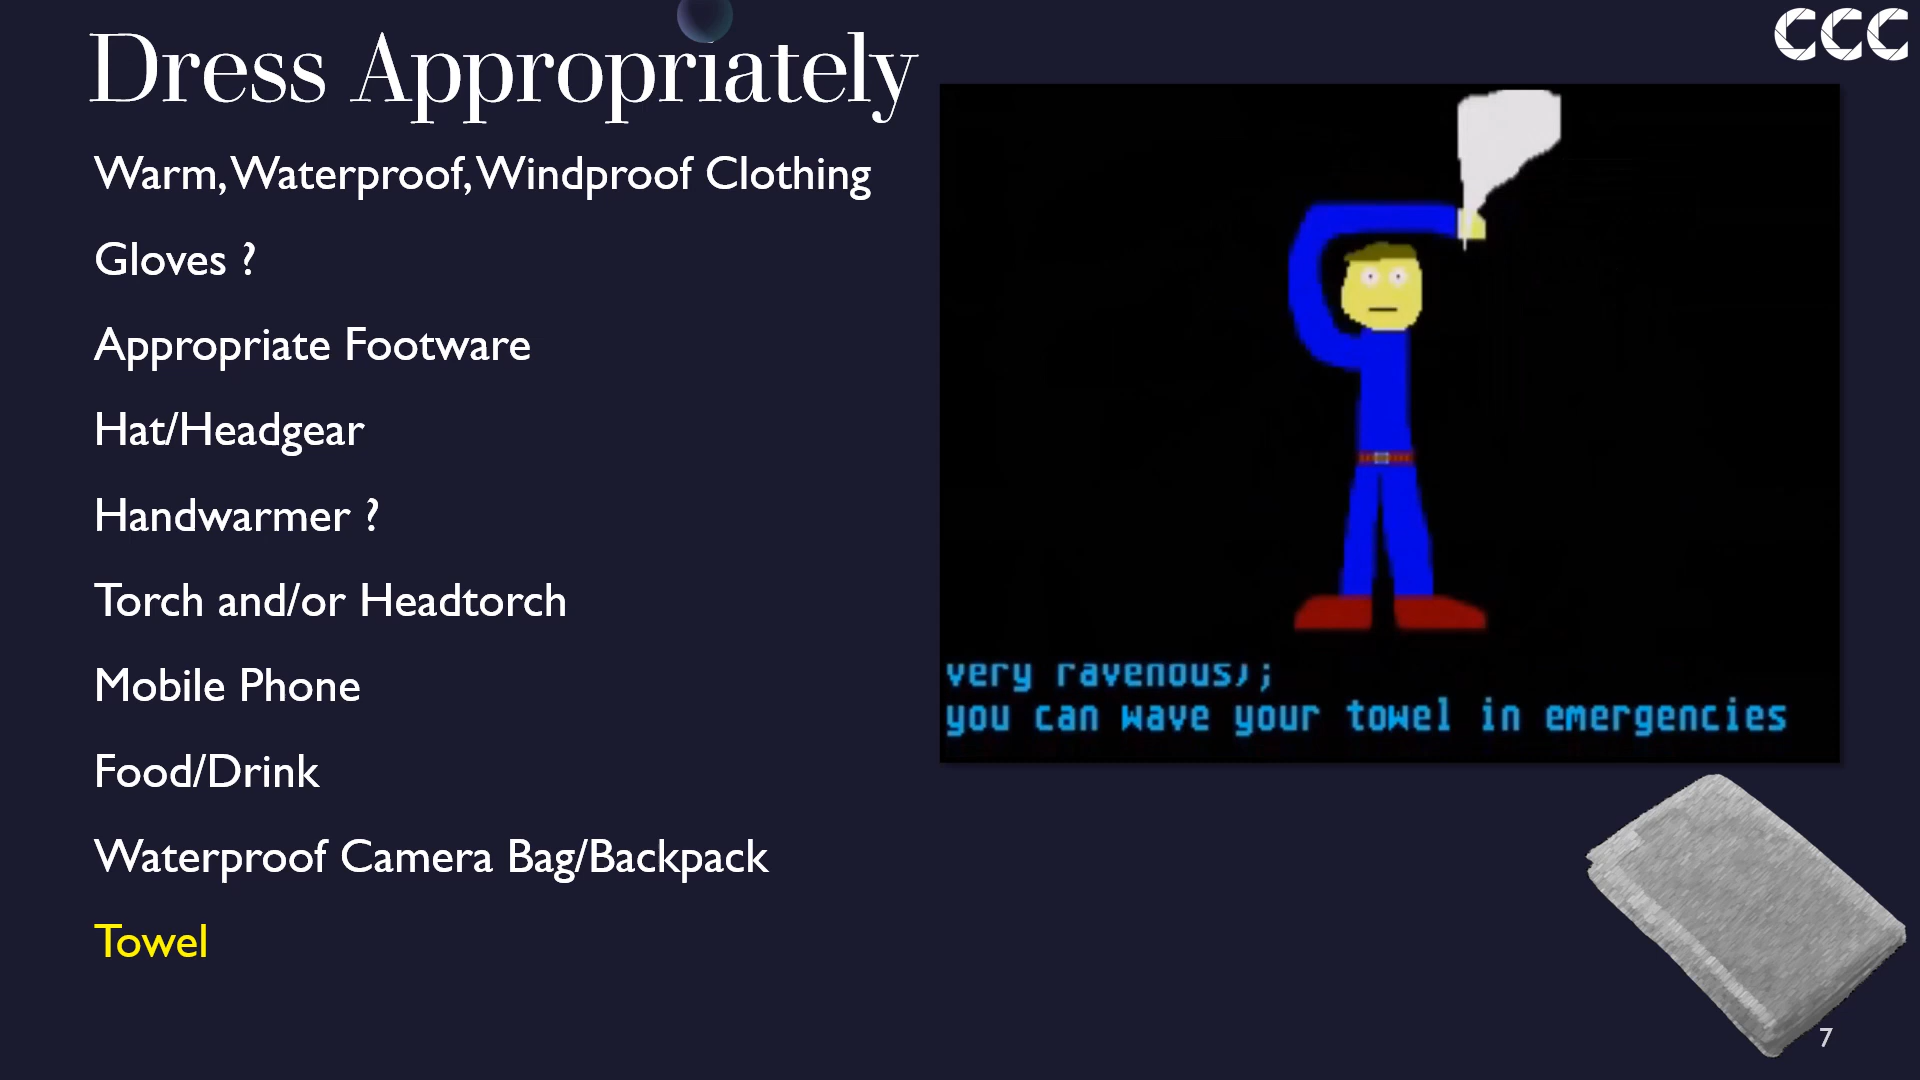 Dress Appropriately
CCC
Warm, Waterproof, Windproof Clothing
Gloves ?
Appropriate Footware
Hat/Headgear
Handwarmer ?
Torch and/or Headtorch
Mobile Phone
Food/Drink
Waterproof Camera Bag/Backpack
Towel
very ravenous);
you can wave your towel in emergencies
7